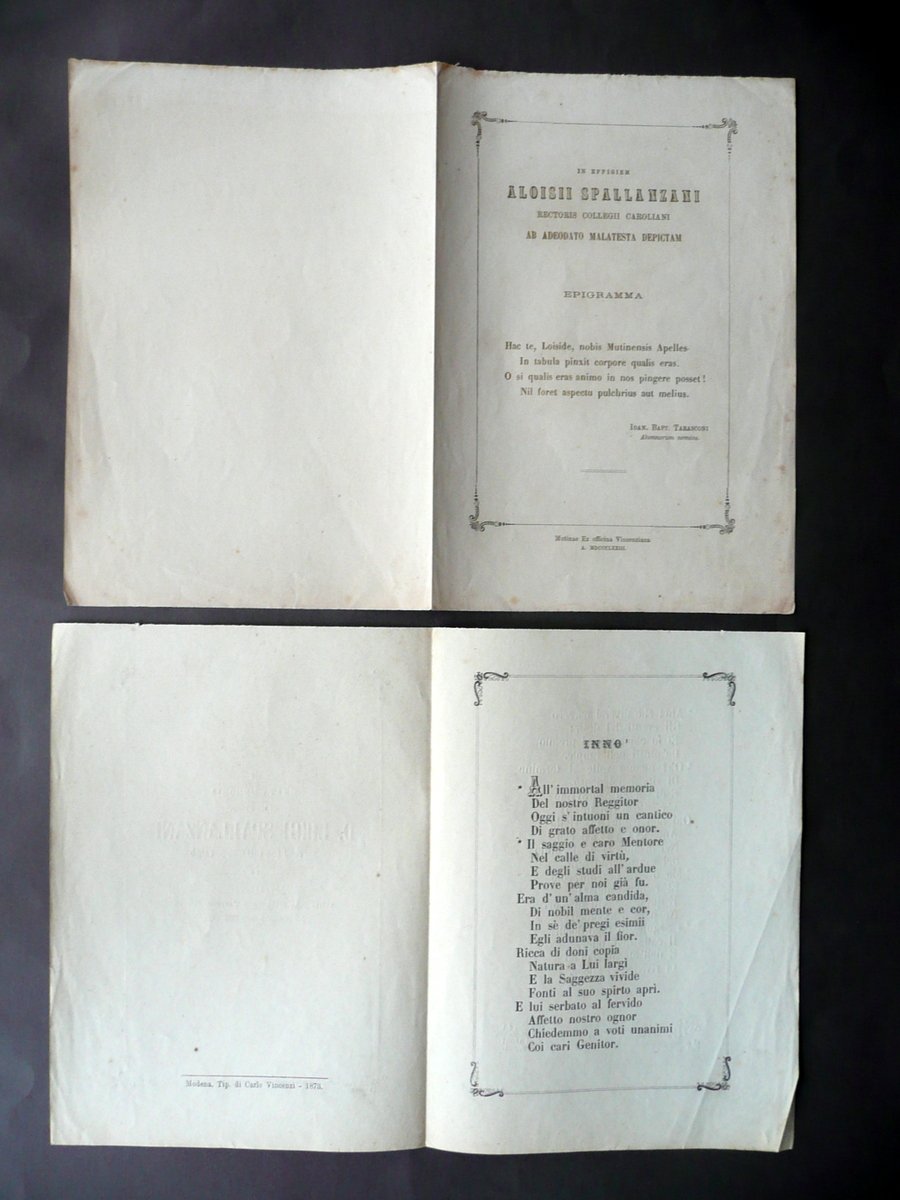 IN EFFIGIEM
ALOISII SPALLANZANI
RECTORIS COLLEGII CAROLIANI
AB ADEODATO MALATESTA DEPICTAM
EPIGRAMMA
Hac te, Loiside, nobis Mutinensis Apelles
In tabula pinxit corpore qualis eras.
O si qualis eras animo in nos pingere posset!
Nil foret aspectu pulchrius aut melius.
IOAN. BAPT. TARASCONI
Alumnorum nomine.
Mutinae Ex officina Vincenziana
A. MDCCCLXXIII.
INNO
All' immortal memoria
Del nostro Reggitor
Oggi s' intuoni un cantico
Di grato affetto e onor.
Il saggio e caro Mentore
Nel calle di virtù,
E degli studi all' ardue
Prove per noi già fu.
Era d' un' alma candida,
Di nobil mente e cor,
In sè de' pregi esimii
Egli adunava il fior.
Ricca di doni copia
Natura a Lui largì
E la Saggezza vivide
Fonti al suo spirto aprì.
E lui serbato al fervido
Affetto nostro ognor
Chiedemmo a voti unanimi
Coi cari Genitor.
Modena, Tip. di Carlo Vincenzi - 1873.